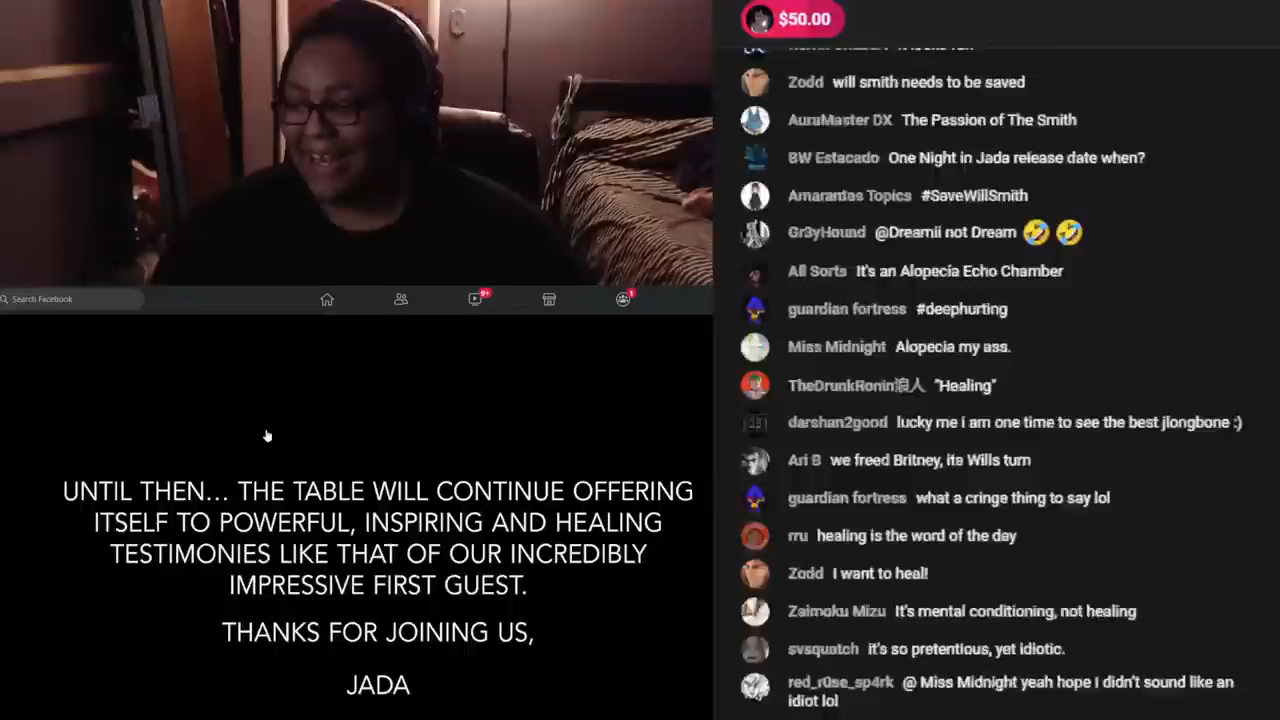 $50.00
Zodd will smith needs to be saved
AuraMaster DX The Passion of The Smith
BW Estacado One Night in Jada release date when?
Amarantas Topics #SaveWillSmith
Gr3yHound @Dreamii not Dream 🤣 🤣
All Sorts It's an Alopecia Echo Chamber
guardian fortress #deephurting
Miss Midnight Alopecia my ass.
TheDrunkRonin浪人 "Healing"
darshan2good lucky me i am one time to see the best jlongbone :)
Ari B we freed Britney, its Wills turn
guardian fortress what a cringe thing to say lol
rru healing is the word of the day
Zodd I want to heal!
Zaimoku Mizu It's mental conditioning, not healing
svsquatch it's so pretentious, yet idiotic.
red_r0se_sp4rk @ Miss Midnight yeah hope I didn't sound like an
idiot lol
Search Facebook
9+
1
UNTIL THEN... THE TABLE WILL CONTINUE OFFERING
ITSELF TO POWERFUL, INSPIRING AND HEALING
TESTIMONIES LIKE THAT OF OUR INCREDIBLY
IMPRESSIVE FIRST GUEST.
THANKS FOR JOINING US,
JADA